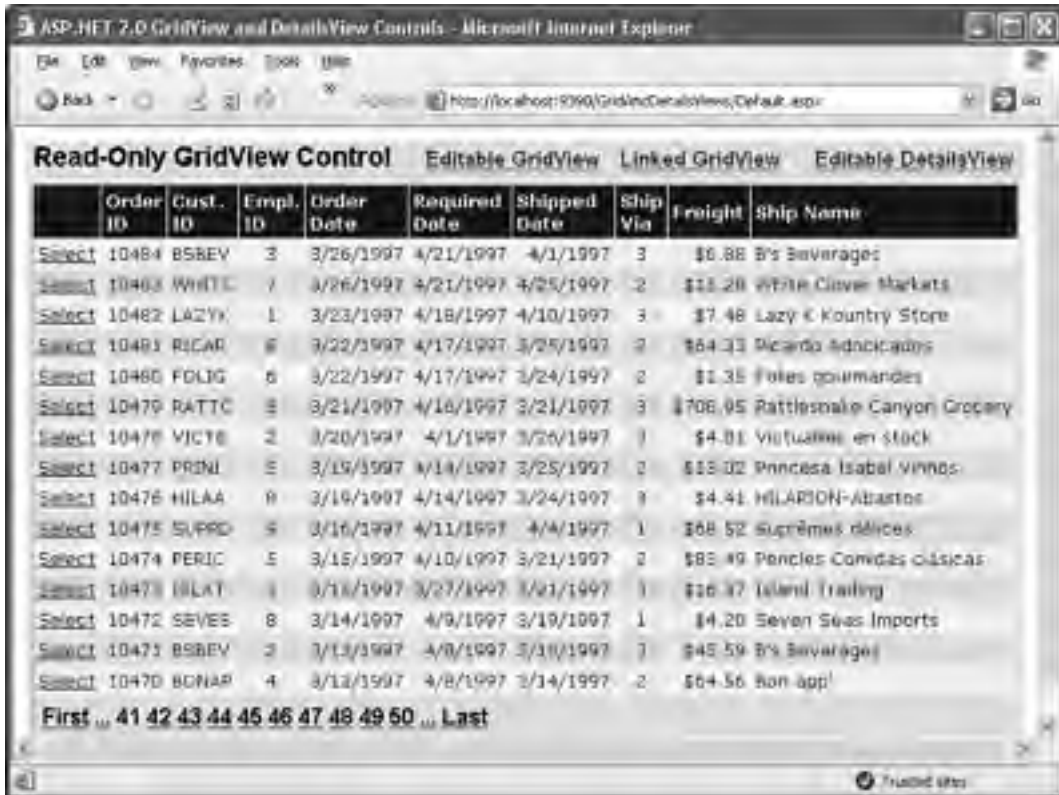 ASP.NET 2.0 GridView and DetailsView Controls - Microsoft Internet Explorer
File Edit View Favorites Tools Help
Back Address http://localhost:9390/GridAndDetailsViews/Default.aspx Go
Read-Only GridView Control Editable GridView Linked GridView Editable DetailsView
Order ID Cust. ID Empl. ID Order Date Required Date Shipped Date Ship Via Freight Ship Name
Select 10484 BSBEV 3 3/26/1997 4/21/1997 4/1/1997 3 $6.88 B's Beverages
Select 10483 WHITC 7 3/26/1997 4/21/1997 4/25/1997 2 $15.28 White Clover Markets
Select 10482 LAZYK 1 3/23/1997 4/18/1997 4/10/1997 3 $7.48 Lazy K Kountry Store
Select 10481 RICAR 8 3/22/1997 4/17/1997 3/25/1997 2 $64.33 Ricardo Adocicados
Select 10480 FOLIG 6 3/22/1997 4/17/1997 3/24/1997 2 $1.35 Folies gourmandes
Select 10479 RATTC 3 3/21/1997 4/16/1997 3/21/1997 3 $708.95 Rattlesnake Canyon Grocery
Select 10478 VICTE 2 3/20/1997 4/1/1997 3/26/1997 3 $4.81 Victuailles en stock
Select 10477 PRINI 5 3/19/1997 4/14/1997 3/25/1997 2 $13.02 Princesa Isabel Vinhos
Select 10476 HILAA 8 3/19/1997 4/14/1997 3/24/1997 3 $4.41 HILARION-Abastos
Select 10475 SUPRD 9 3/16/1997 4/11/1997 4/4/1997 1 $68.52 Suprêmes délices
Select 10474 PERIC 5 3/15/1997 4/10/1997 3/21/1997 2 $83.49 Pericles Comidas clásicas
Select 10473 ISLAT 1 3/15/1997 3/27/1997 3/21/1997 3 $16.37 Island Trading
Select 10472 SEVES 8 3/14/1997 4/9/1997 3/19/1997 1 $4.20 Seven Seas Imports
Select 10471 BSBEV 2 3/13/1997 4/8/1997 3/18/1997 3 $45.59 B's Beverages
Select 10470 BONAP 4 3/13/1997 4/8/1997 3/14/1997 2 $64.56 Bon app'
First ... 41 42 43 44 45 46 47 48 49 50 ... Last
Trusted sites